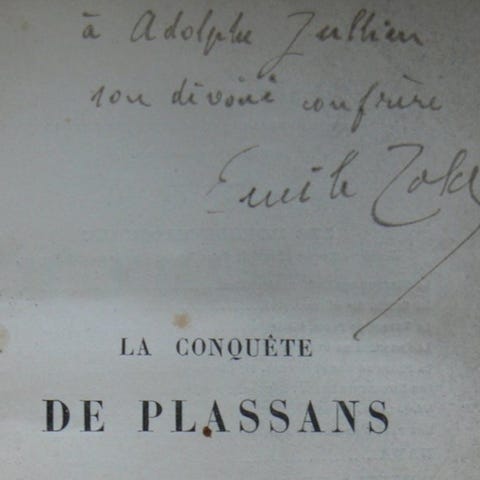 à Adolphe Jullien
son dévoué confrère
Emile Zola
LA CONQUÊTE
DE PLASSANS